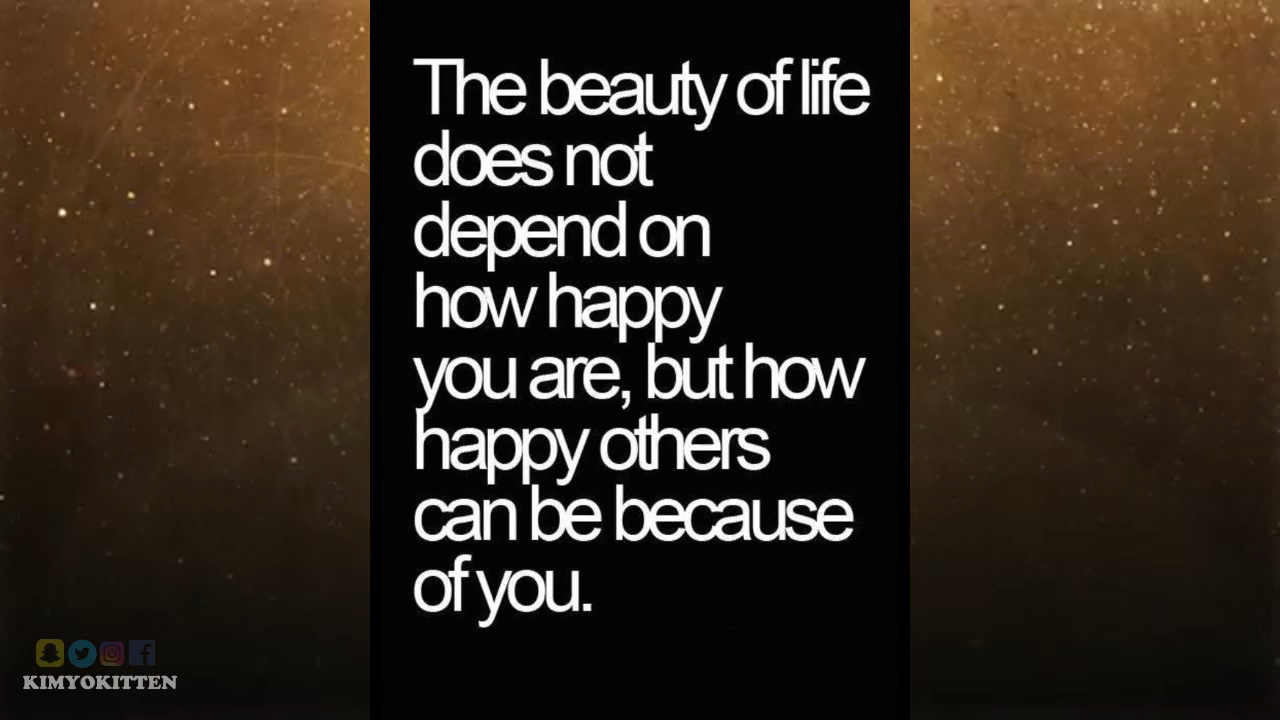 The beauty of life
does not
depend on
how happy
you are, but how
happy others
can be because
of you.
KIMYOKITTEN